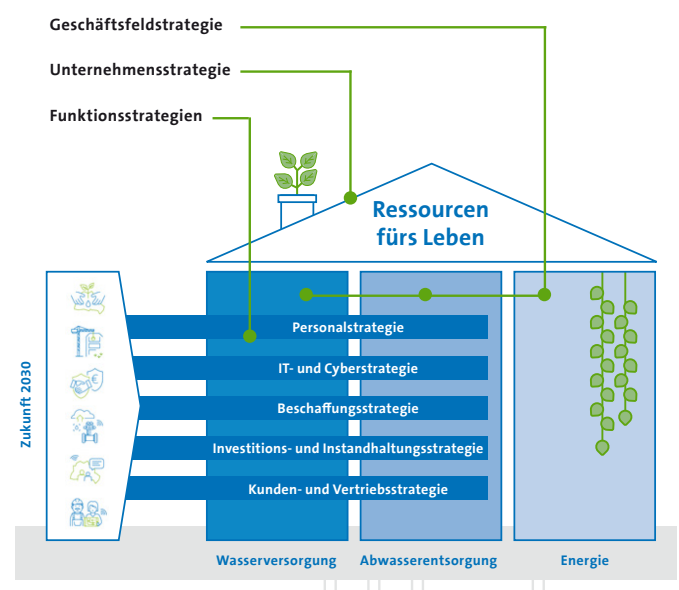 Geschäftsfeldstrategie
Unternehmensstrategie
Funktionsstrategien
Ressourcen
fürs Leben
Zukunft 2030
Personalstrategie
IT- und Cyberstrategie
Beschaffungsstrategie
Investitions- und Instandhaltungsstrategie
Kunden- und Vertriebsstrategie
Wasserversorgung
Abwasserentsorgung
Energie